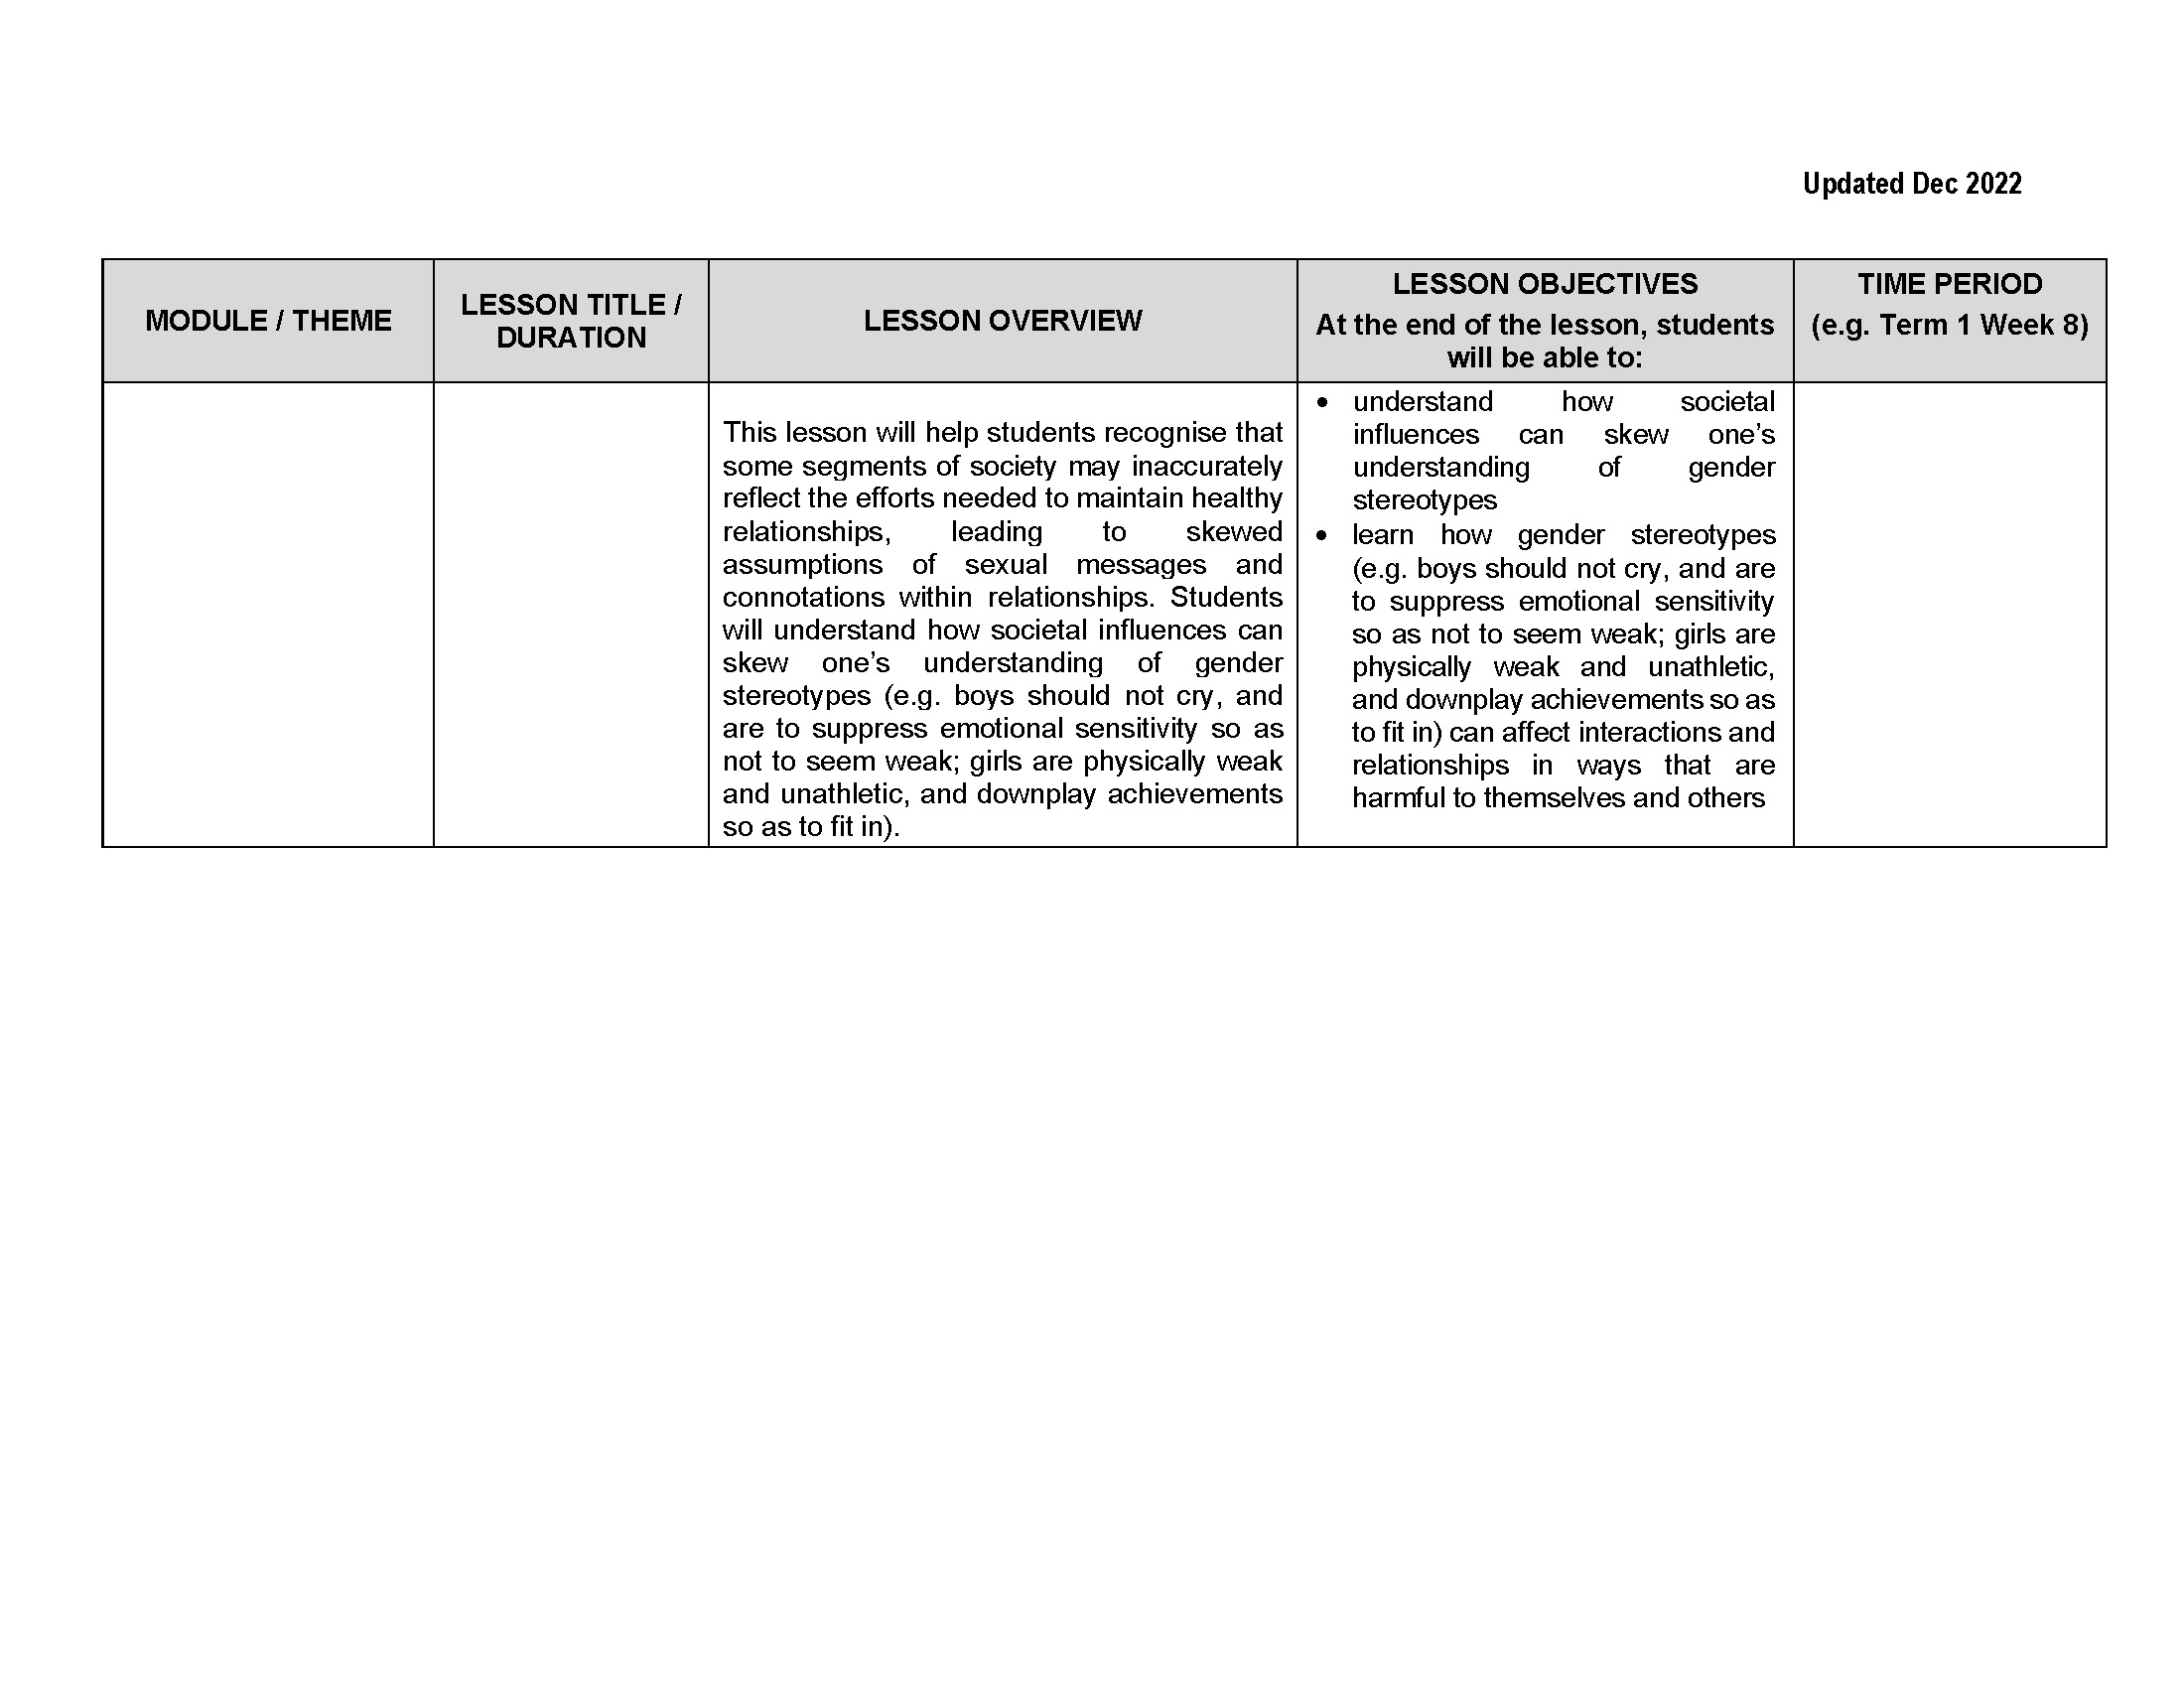 Updated Dec 2022
MODULE / THEME
LESSON TITLE /
DURATION
LESSON OVERVIEW
LESSON OBJECTIVES
At the end of the lesson, students
will be able to:
TIME PERIOD
(e.g. Term 1 Week 8)
This lesson will help students recognise that
some segments of society may inaccurately
reflect the efforts needed to maintain healthy
relationships, leading to skewed
assumptions of sexual messages and
connotations within relationships. Students
will understand how societal influences can
skew one’s understanding of gender
stereotypes (e.g. boys should not cry, and
are to suppress emotional sensitivity so as
not to seem weak; girls are physically weak
and unathletic, and downplay achievements
so as to fit in).
• understand how societal
influences can skew one’s
understanding of gender
stereotypes
• learn how gender stereotypes
(e.g. boys should not cry, and are
to suppress emotional sensitivity
so as not to seem weak; girls are
physically weak and unathletic,
and downplay achievements so as
to fit in) can affect interactions and
relationships in ways that are
harmful to themselves and others